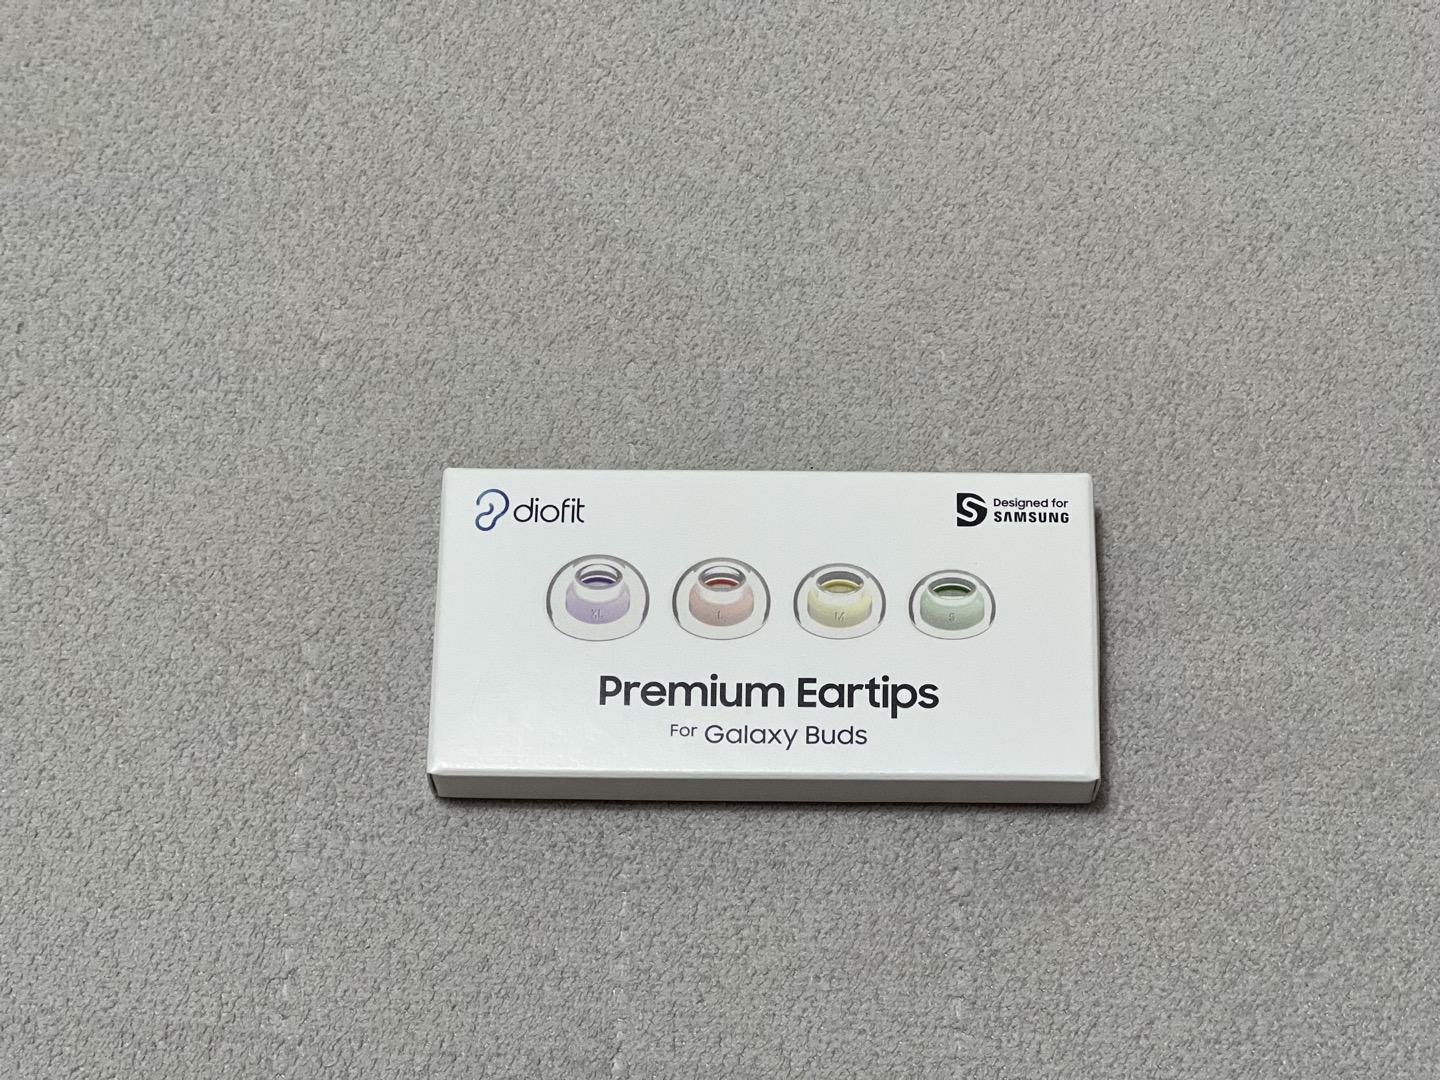 diofit
Designed for
SAMSUNG
XL L M S
Premium Eartips
For Galaxy Buds